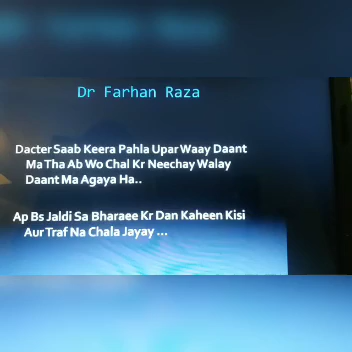 Dr Farhan Raza
Dacter Saab Keera Pahla Upar Waay Daant
Ma Tha Ab Wo Chal Kr Neechay Walay
Daant Ma Agaya Ha..
Ap Bs Jaldi Sa Bharaee Kr Dan Kaheen Kisi
Aur Traf Na Chala Jayay ...